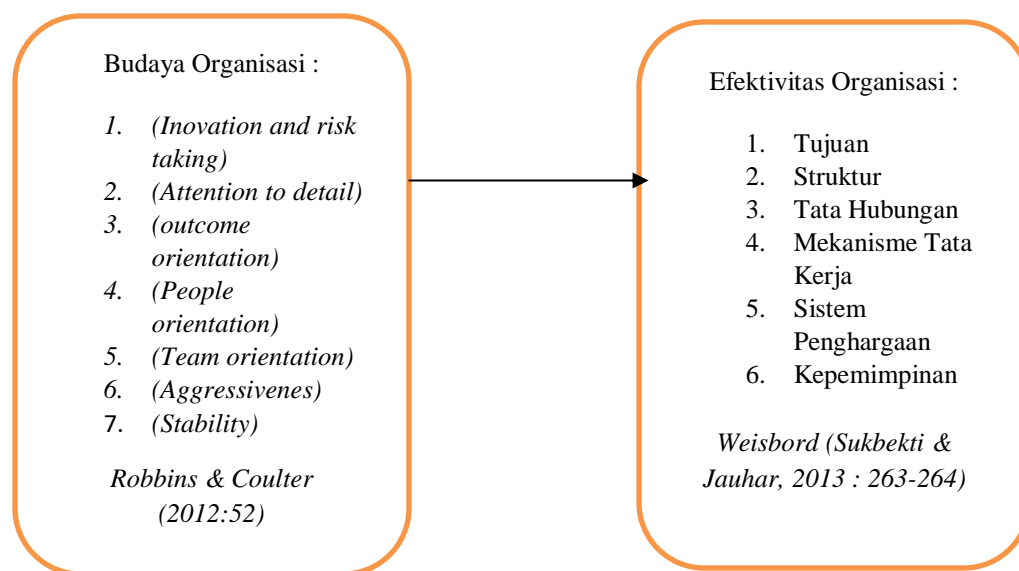 Budaya Organisasi :
1. (Inovation and risk
taking)
2. (Attention to detail)
3. (outcome
orientation)
4. (People
orientation)
5. (Team orientation)
6. (Aggressivenes)
7. (Stability)
Robbins & Coulter
(2012:52)
Efektivitas Organisasi :
1. Tujuan
2. Struktur
3. Tata Hubungan
4. Mekanisme Tata
Kerja
5. Sistem
Penghargaan
6. Kepemimpinan
Weisbord (Sukbekti &
Jauhar, 2013 : 263-264)